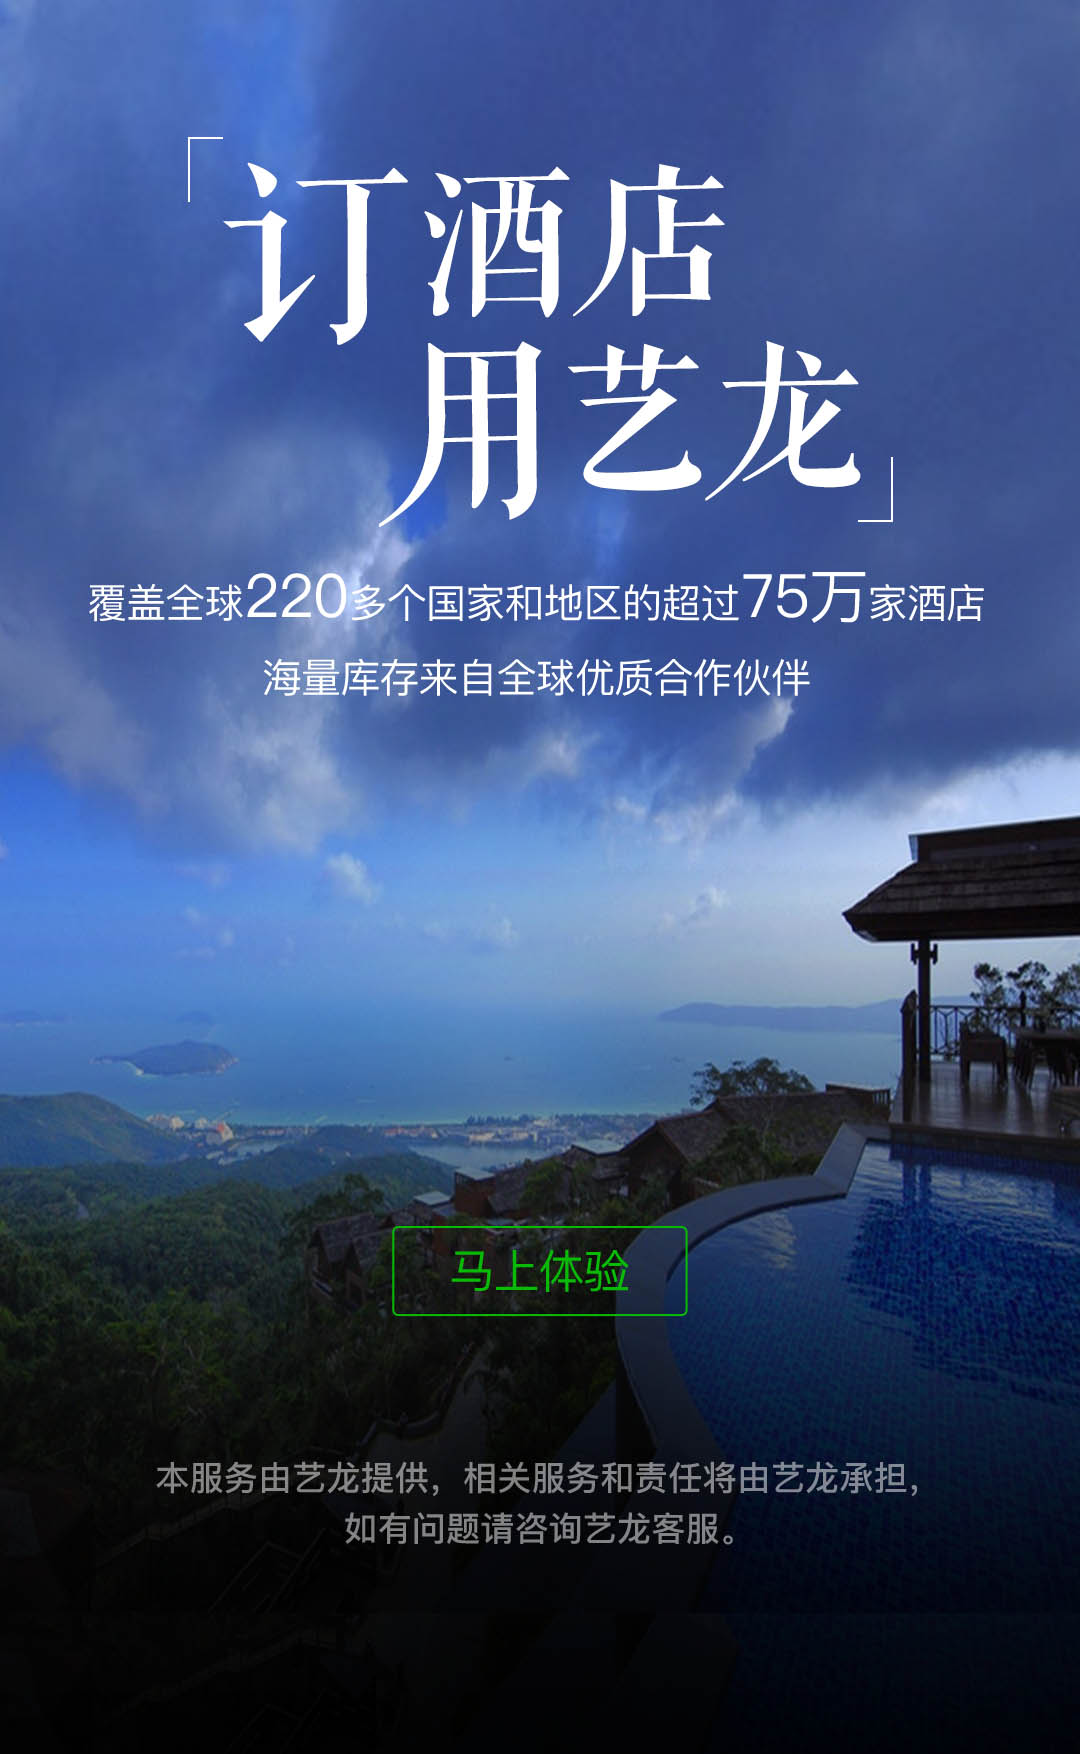 订酒店
用艺龙
覆盖全球220多个国家和地区的超过75万家酒店
海量库存来自全球优质合作伙伴
马上体验
本服务由艺龙提供，相关服务和责任将由艺龙承担，
如有问题请咨询艺龙客服。